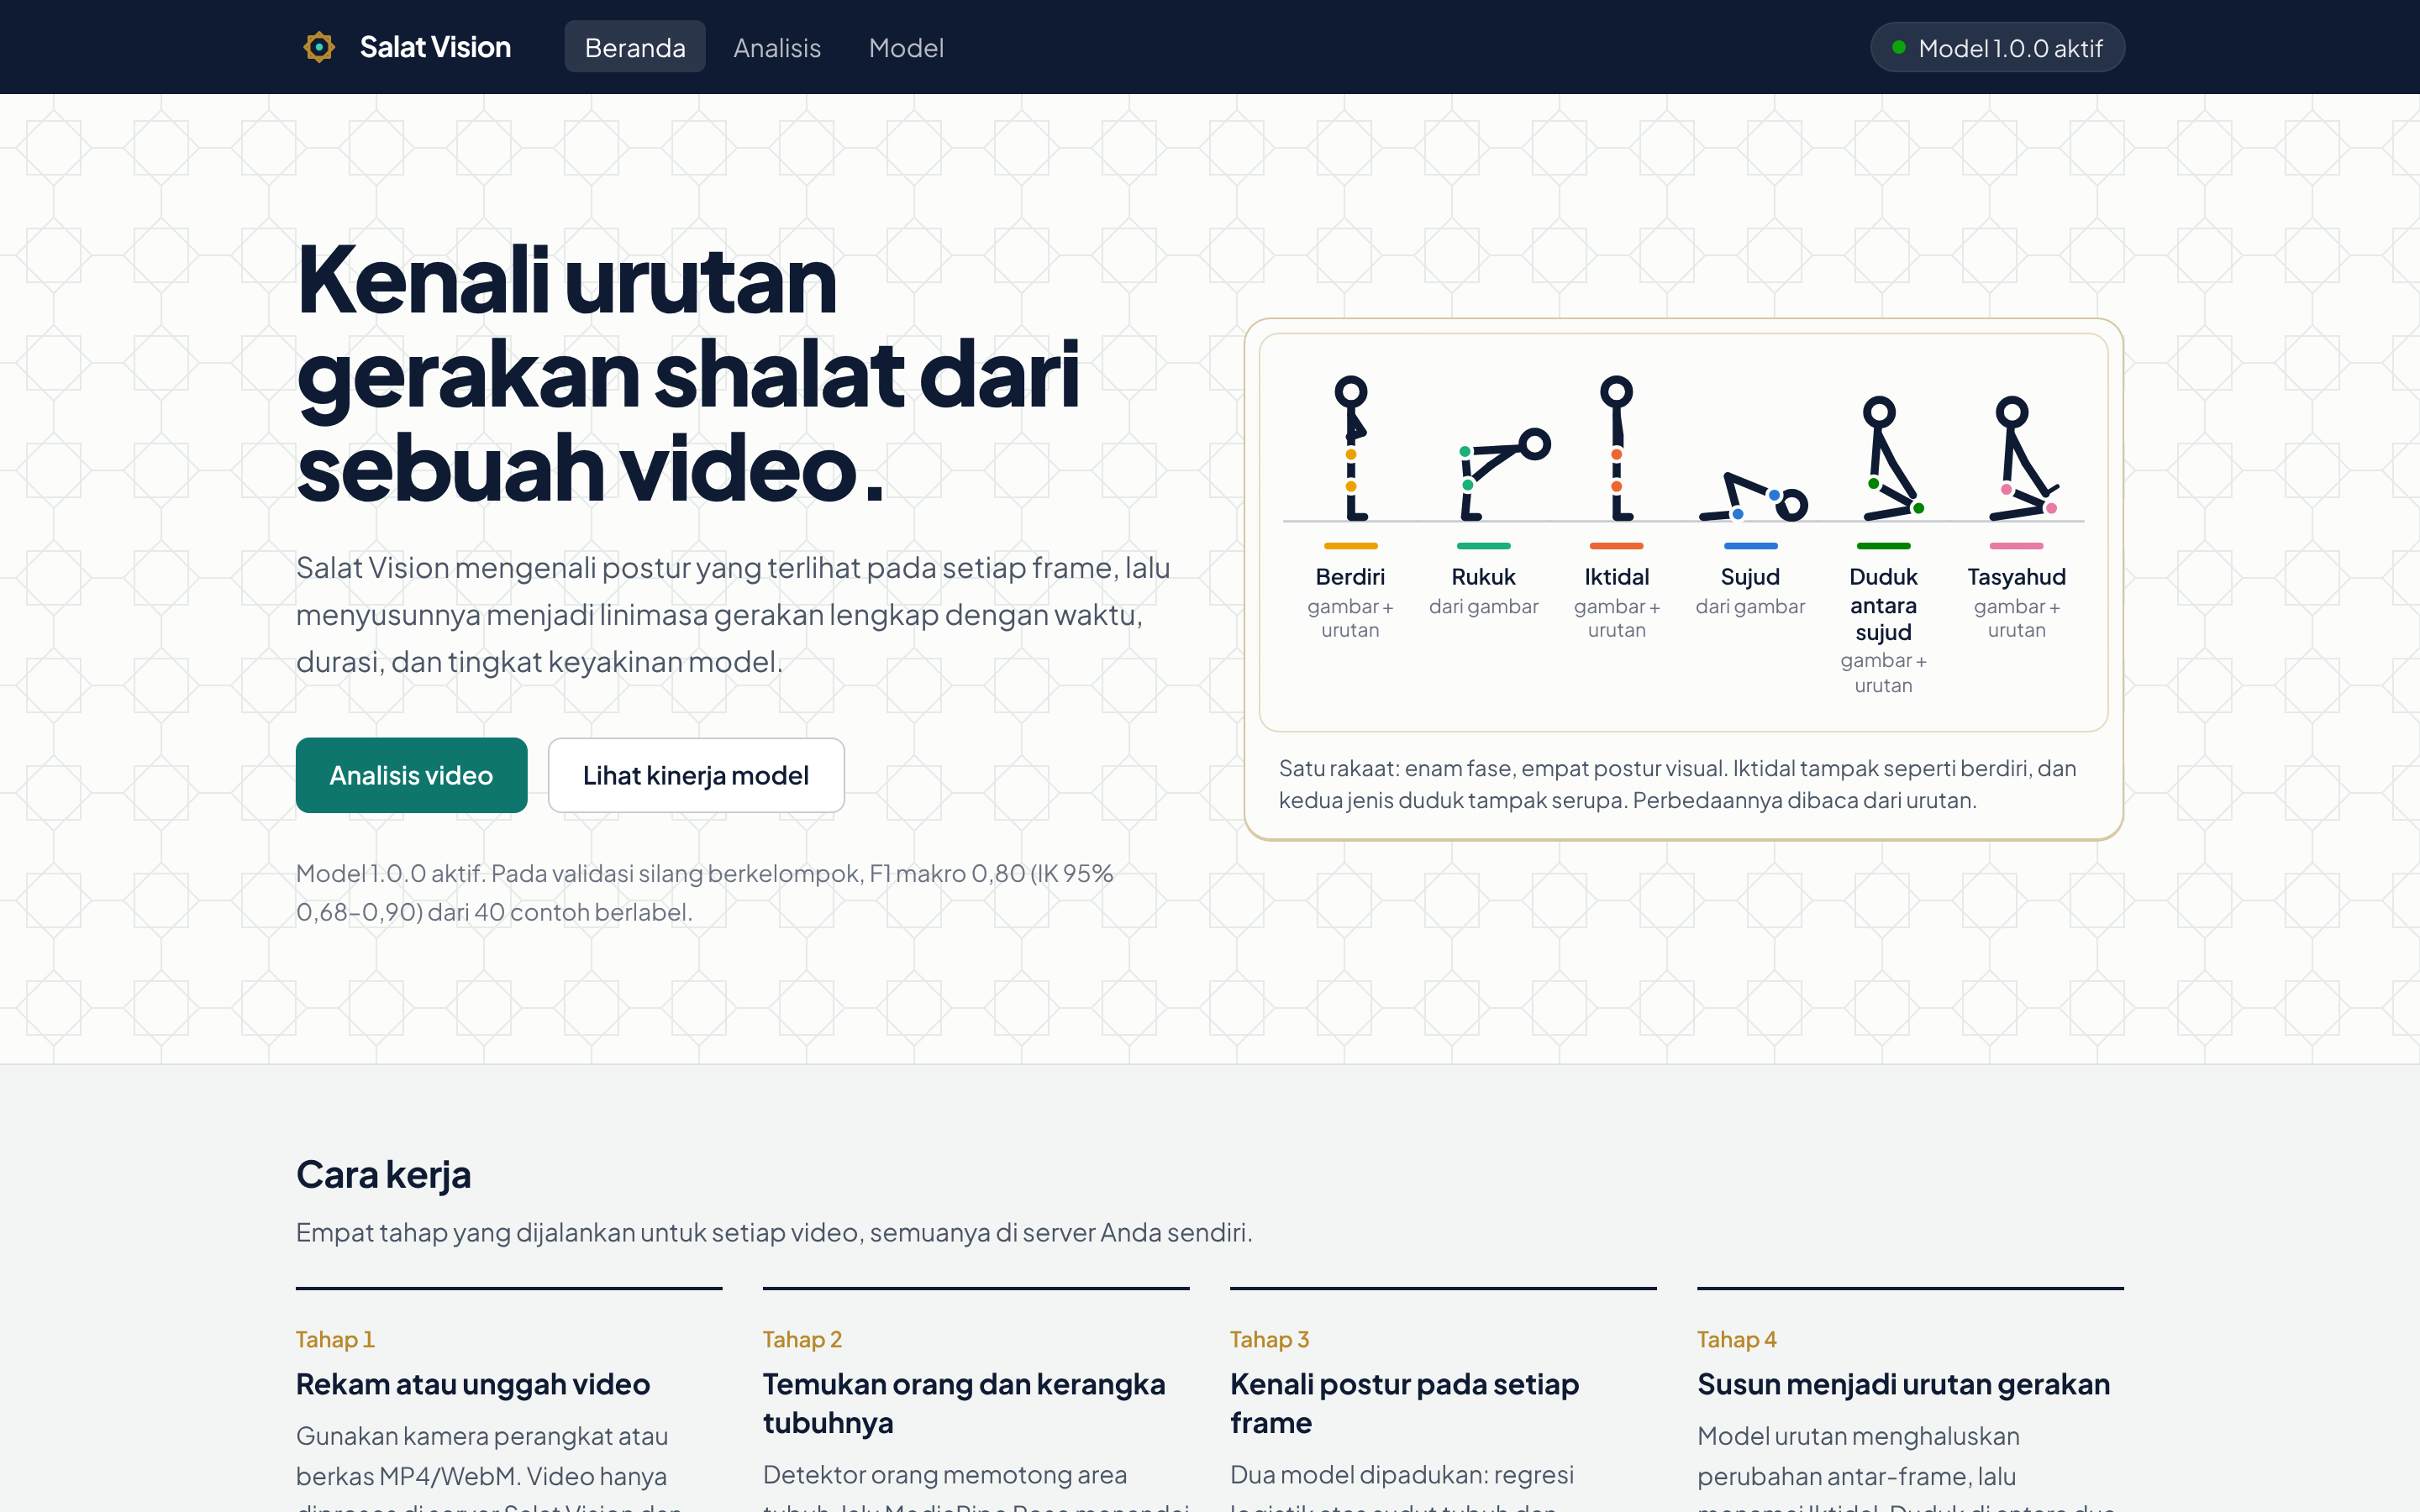 Salat Vision
Beranda
Analisis
Model
Model 1.0.0 aktif
Kenali urutan
gerakan shalat dari
sebuah video.
Salat Vision mengenali postur yang terlihat pada setiap frame, lalu
menyusunnya menjadi linimasa gerakan lengkap dengan waktu,
durasi, dan tingkat keyakinan model.
Analisis video
Lihat kinerja model
Model 1.0.0 aktif. Pada validasi silang berkelompok, F1 makro 0,80 (IK 95%
0,68–0,90) dari 40 contoh berlabel.
Berdiri
gambar +
urutan
Rukuk
dari gambar
Iktidal
gambar +
urutan
Sujud
dari gambar
Duduk
antara
sujud
gambar +
urutan
Tasyahud
gambar +
urutan
Satu rakaat: enam fase, empat postur visual. Iktidal tampak seperti berdiri, dan
kedua jenis duduk tampak serupa. Perbedaannya dibaca dari urutan.
Cara kerja
Empat tahap yang dijalankan untuk setiap video, semuanya di server Anda sendiri.
Tahap 1
Rekam atau unggah video
Gunakan kamera perangkat atau
berkas MP4/WebM. Video hanya
Tahap 2
Temukan orang dan kerangka
tubuhnya
Detektor orang memotong area
Tahap 3
Kenali postur pada setiap
frame
Dua model dipadukan: regresi
Tahap 4
Susun menjadi urutan gerakan
Model urutan menghaluskan
perubahan antar-frame, lalu